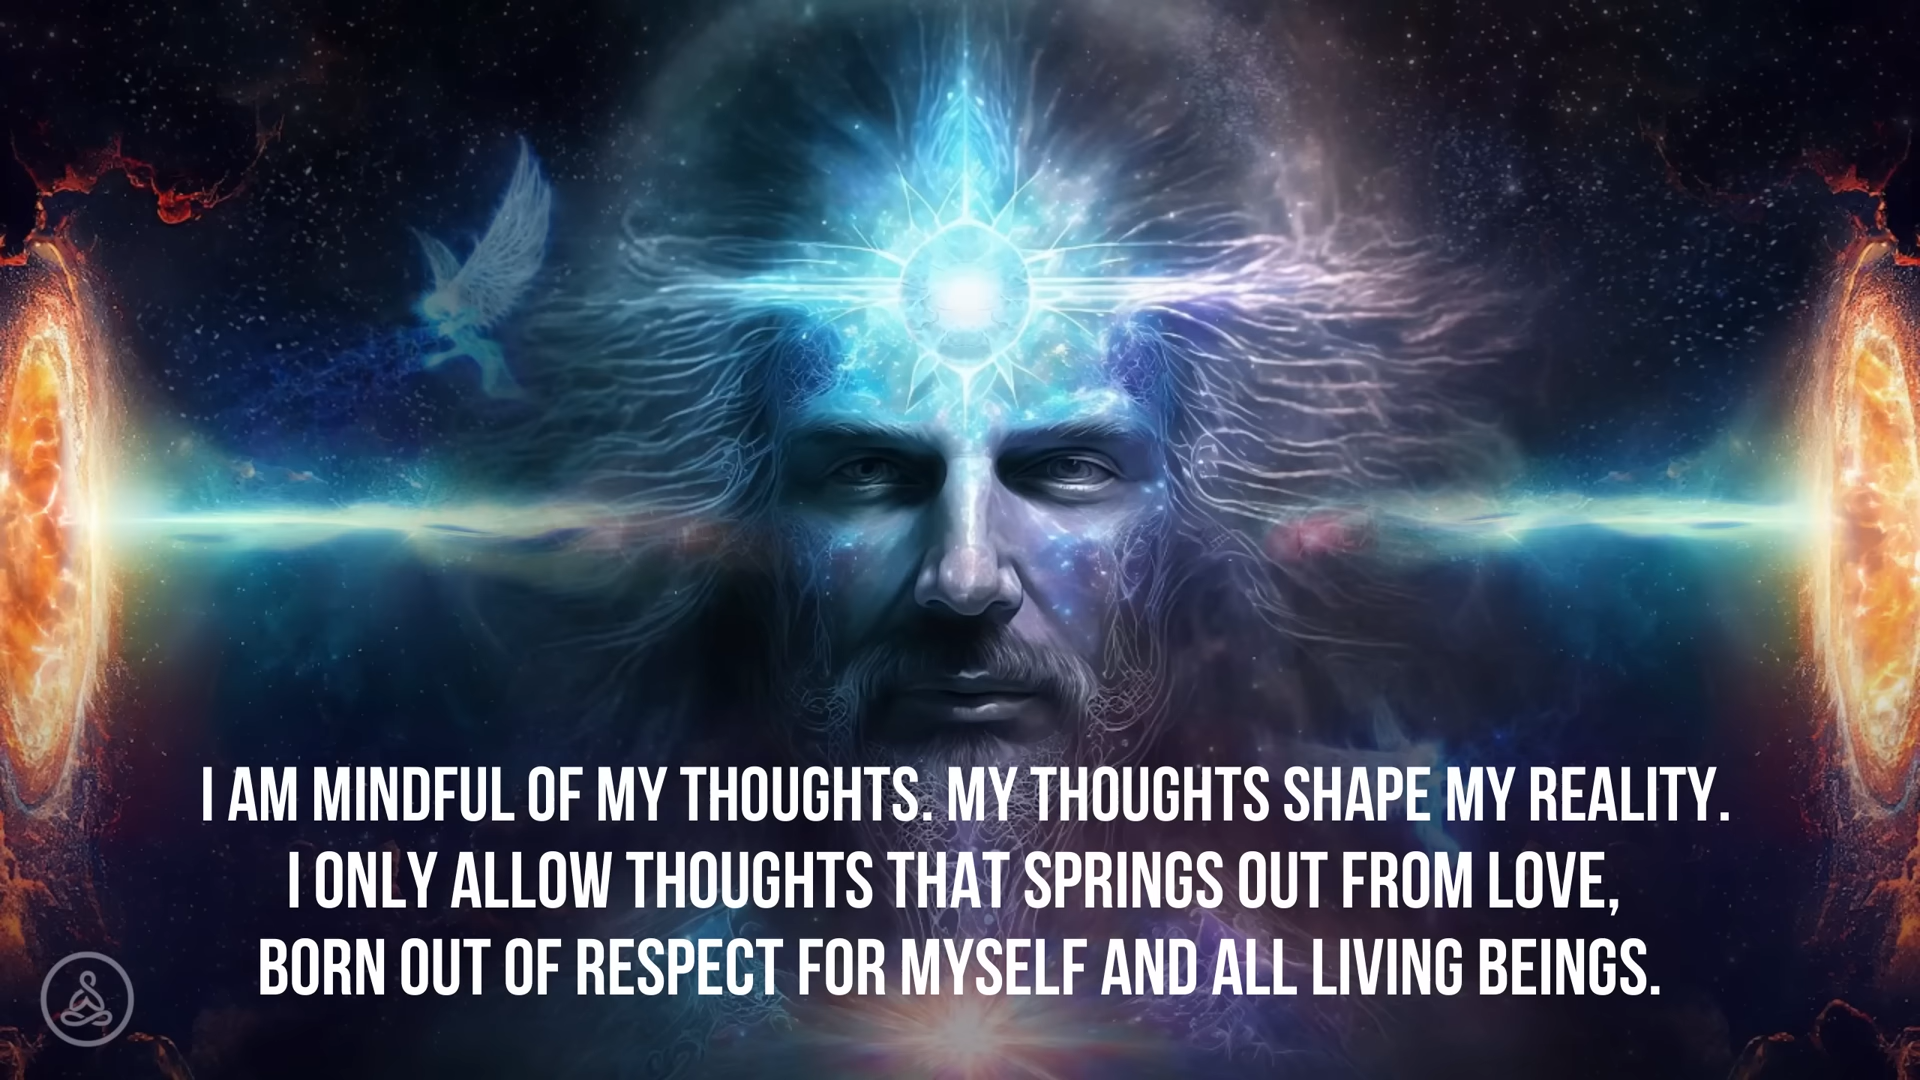 I AM MINDFUL OF MY THOUGHTS. MY THOUGHTS SHAPE MY REALITY.
I ONLY ALLOW THOUGHTS THAT SPRINGS OUT FROM LOVE,
BORN OUT OF RESPECT FOR MYSELF AND ALL LIVING BEINGS.